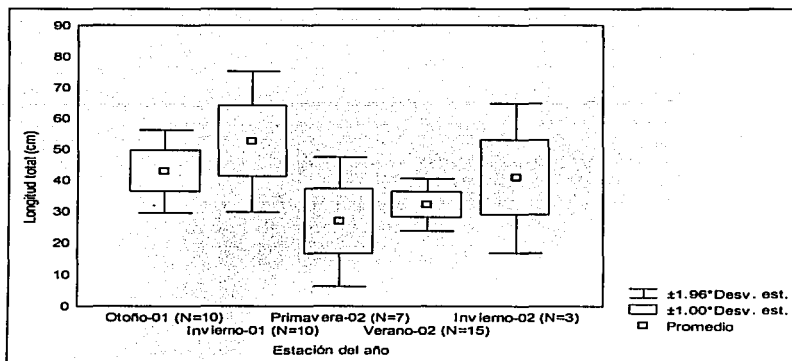 90
80
70
60
50
40
30
20
10
0
Longitud total (cm)
Otoño-01 (N=10) Primavera-02 (N=7) Invierno-02 (N=3)
Invierno-01 (N=10) Verano-02 (N=15)
Estación del año
±1.96*Desv. est.
±1.00*Desv. est.
Promedio